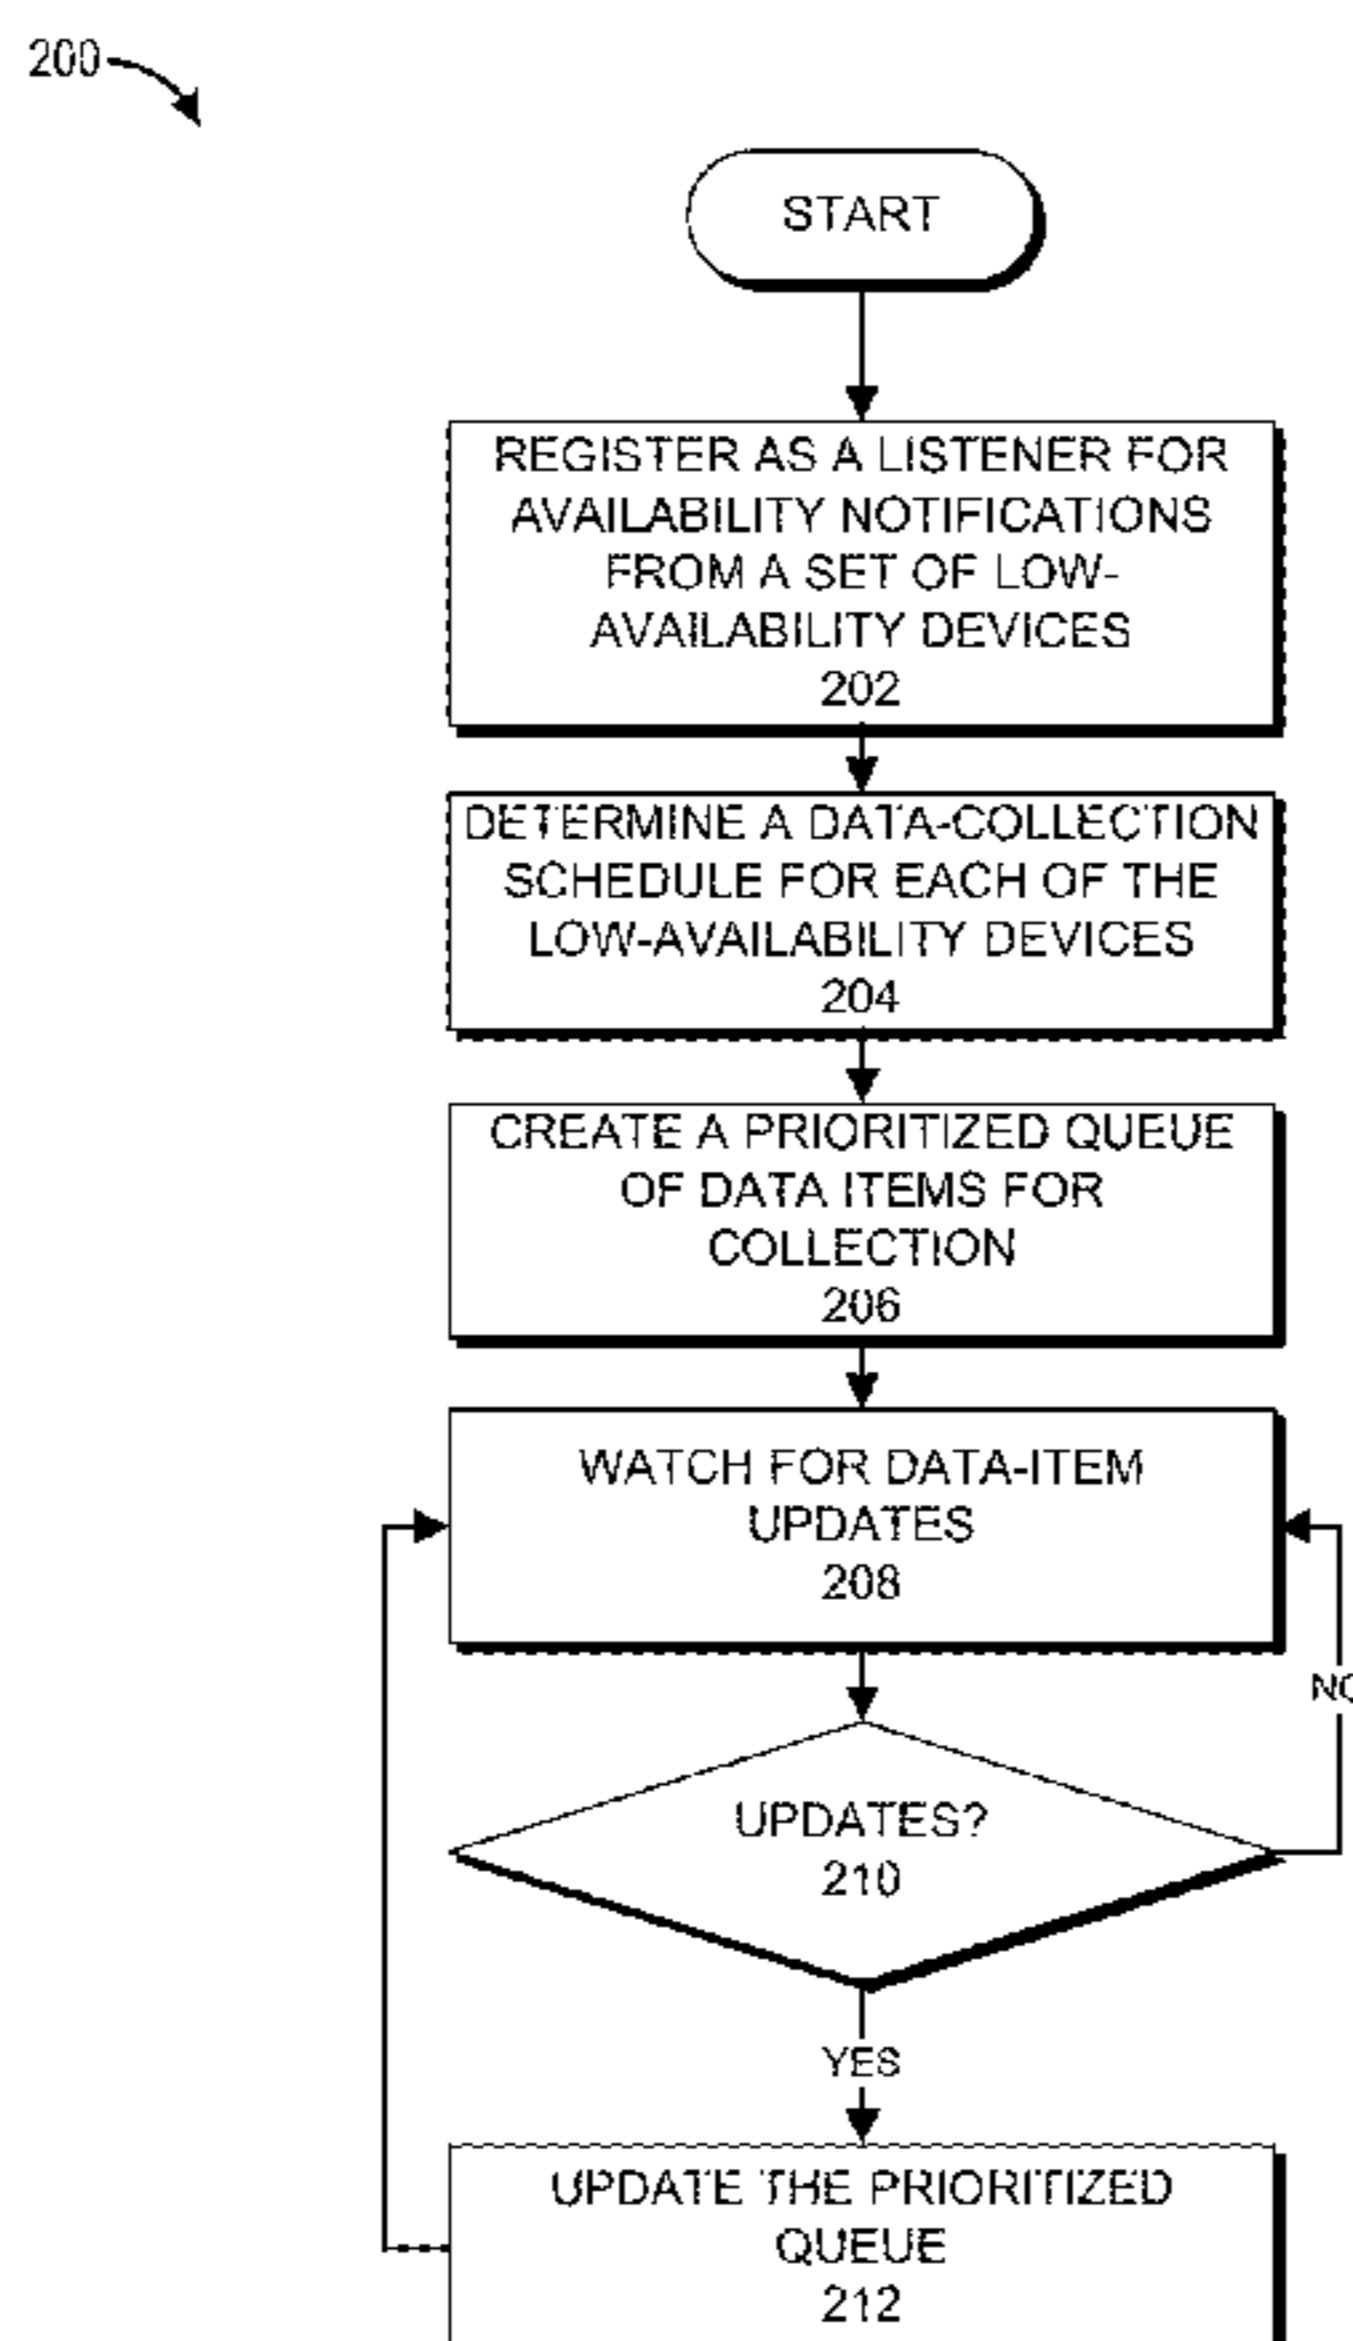 200
START
REGISTER AS A LISTENER FOR
AVAILABILITY NOTIFICATIONS
FROM A SET OF LOW-
AVAILABILITY DEVICES
202
DETERMINE A DATA-COLLECTION
SCHEDULE FOR EACH OF THE
LOW-AVAILABILITY DEVICES
204
CREATE A PRIORITIZED QUEUE
OF DATA ITEMS FOR
COLLECTION
206
WATCH FOR DATA-ITEM
UPDATES
208
NO
UPDATES?
210
YES
UPDATE THE PRIORITIZED
QUEUE
212